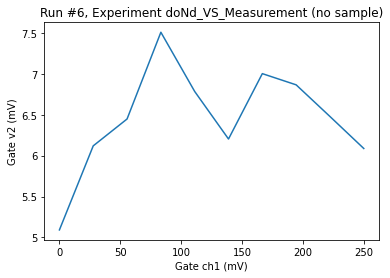 Run #6, Experiment doNd_VS_Measurement (no sample)
7.5
7
6.5
6
5.5
5
Gate v2 (mV)
0 50 100 150 200 250
Gate ch1 (mV)